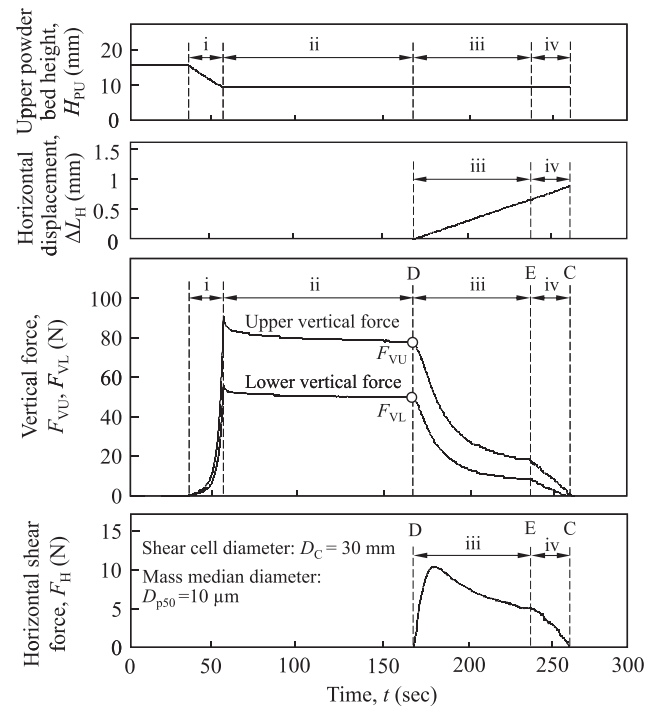 Upper powder
bed height,
H_PU (mm)
20
10
0
i
ii
iii
iv
Horizontal
displacement,
ΔL_H (mm)
1.5
1
0.5
0
iii
iv
Vertical force,
F_VU, F_VL (N)
100
80
60
40
20
0
D
E
C
i
ii
iii
iv
Upper vertical force
F_VU
Lower vertical force
F_VL
Horizontal shear
force, F_H (N)
15
10
5
0
D
E
C
iii
iv
Shear cell diameter: D_C = 30 mm
Mass median diameter:
D_p50 =10 µm
0 50 100 150 200 250 300
Time, t (sec)